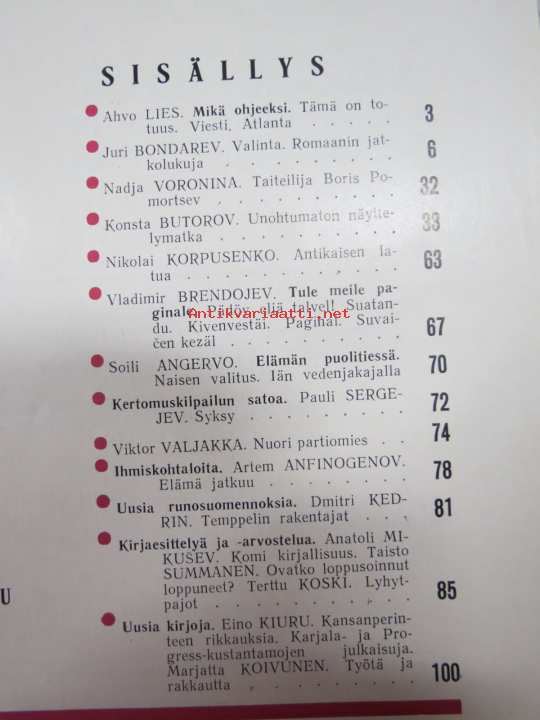 SISÄLLYS
Ahvo LIES. Mikä ohjeeksi. Tämä on to-
tuus. Viesti. Atlanta . . . . . 3
Juri BONDAREV. Valinta. Romaanin jat-
kolukuja . . . . . . . . . 6
Nadja VORONINA. Taiteilija Boris Po-
mortsev . . . . . . . . . 32
Konsta BUTOROV. Unohtumaton näytte-
lymatka . . . . . . . . . 33
Nikolai KORPUSENKO. Antikaisen la-
tua . . . . . . . . . . 63
Vladimir BRENDOJEV. Tule meile pa-
ginale. eliä talvel! Suatan-
Antikvariaatti.net
du. Kivenvestäi. Paginai. Suvai-
čen kezäl . . . . . . . . 67
Soili ANGERVO. Elämän puolitiessä.
Naisen valitus. Iän vedenjakajalla 70
Kertomuskilpailun satoa. Pauli SERGE-
JEV. Syksy . . . . . . . . 72
Viktor VALJAKKA. Nuori partiomies . . 74
Ihmiskohtaloita. Artem ANFINOGENOV.
Elämä jatkuu . . . . . . . 78
Uusia runosuomennoksia. Dmitri KED-
RIN. Temppelin rakentajat . . . 81
Kirjaesittelyä ja -arvostelua. Anatoli MI-
KUŠEV. Komi kirjallisuus. Taisto
SUMMANEN. Ovatko loppusoinnut
loppuneet? Terttu KOSKI. Lyhyt-
pajot . . . . . . . . . . 85
U
Uusia kirjoja. Eino KIURU. Kansanperin-
teen rikkauksia. Karjala- ja Pro-
gress-kustantamojen julkaisuja.
Marjatta KOIVUNEN. Työtä ja
rakkautta . . . . . . . . 100